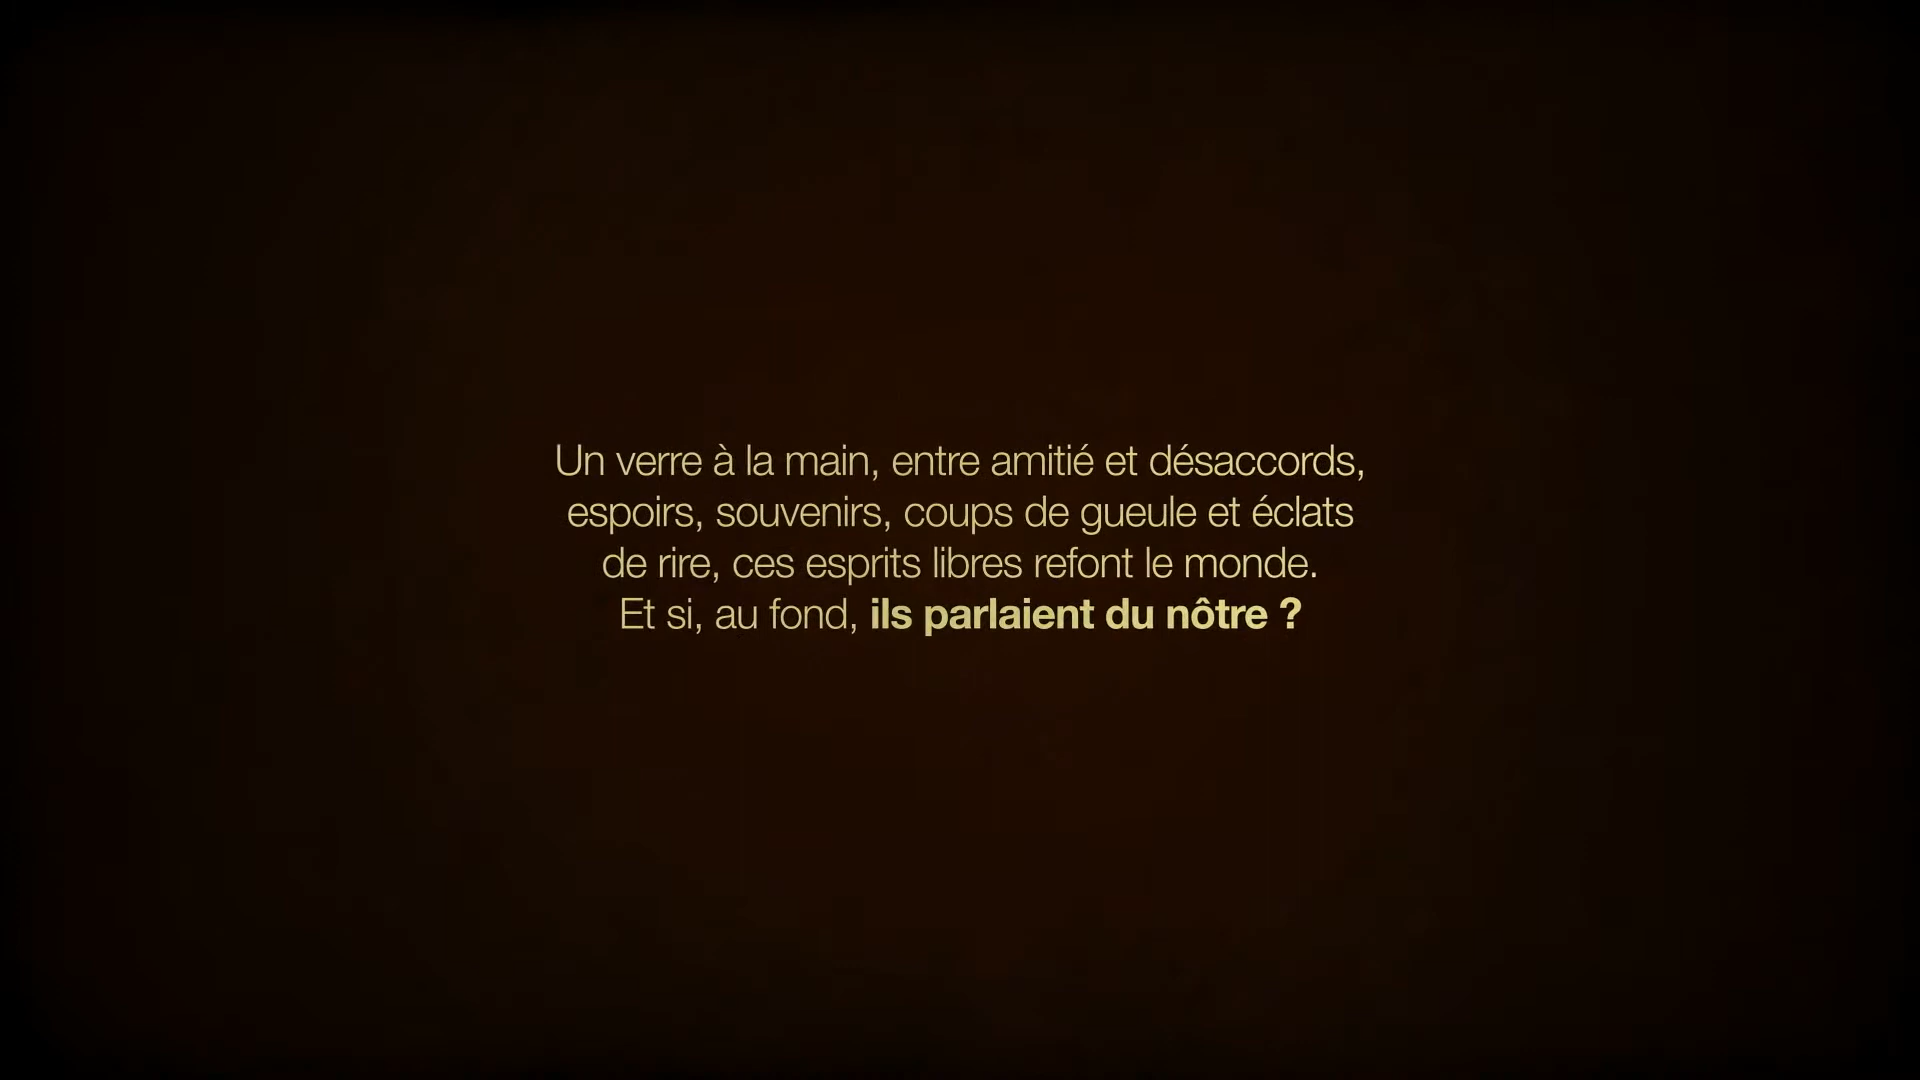 Un verre à la main, entre amitié et désaccords,
espoirs, souvenirs, coups de gueule et éclats
de rire, ces esprits libres refont le monde.
Et si, au fond, ils parlaient du nôtre ?